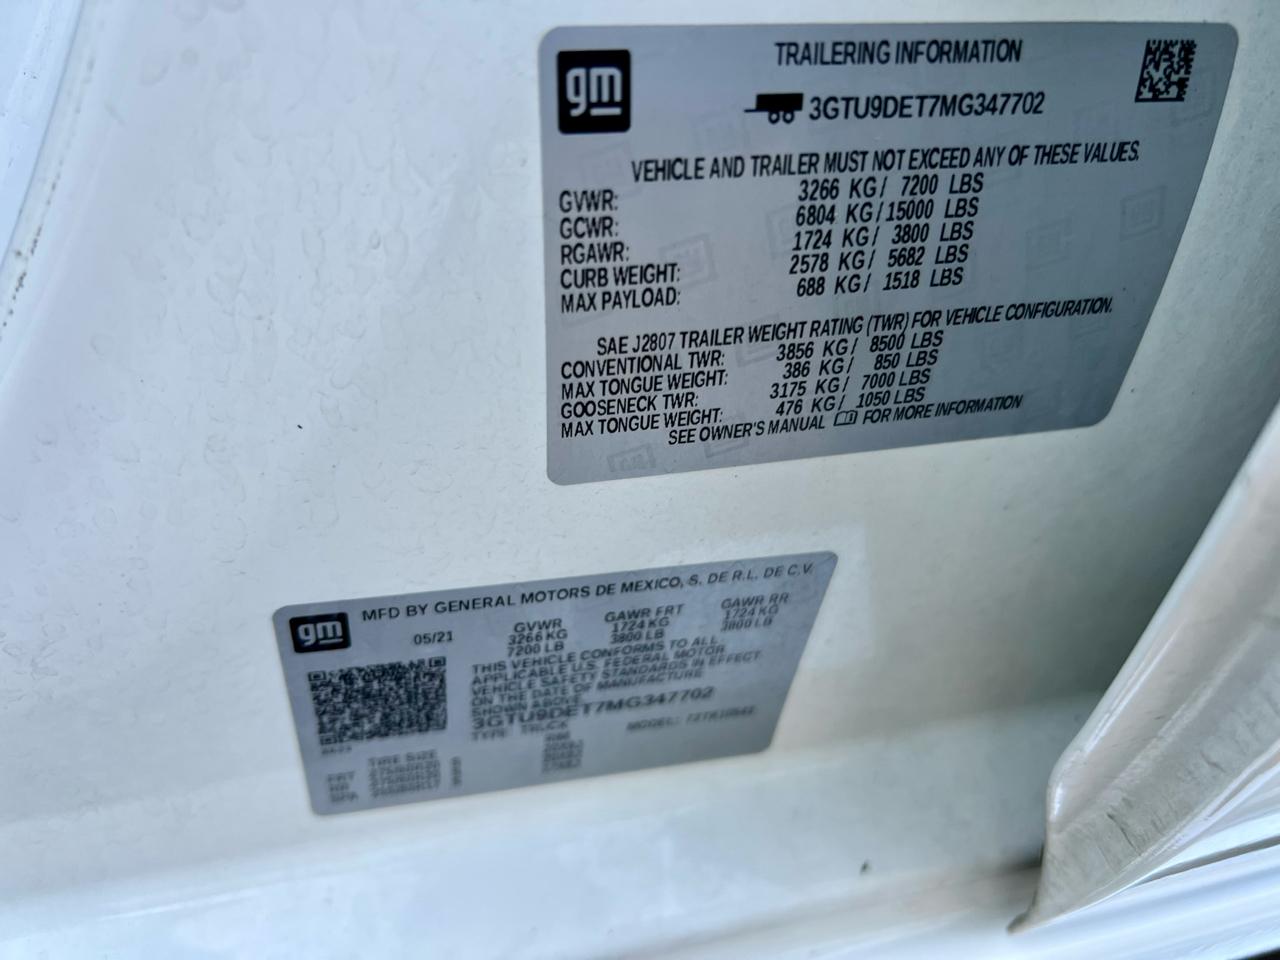 gm
TRAILERING INFORMATION
3GTU9DET7MG347702
VEHICLE AND TRAILER MUST NOT EXCEED ANY OF THESE VALUES.
GVWR: 3266 KG/ 7200 LBS
GCWR: 6804 KG/15000 LBS
RGAWR: 1724 KG/ 3800 LBS
CURB WEIGHT: 2578 KG/ 5682 LBS
MAX PAYLOAD: 688 KG/ 1518 LBS
SAE J2807 TRAILER WEIGHT RATING (TWR) FOR VEHICLE CONFIGURATION.
CONVENTIONAL TWR: 3856 KG/ 8500 LBS
MAX TONGUE WEIGHT: 386 KG/ 850 LBS
GOOSENECK TWR: 3175 KG/ 7000 LBS
MAX TONGUE WEIGHT: 476 KG/ 1050 LBS
SEE OWNER'S MANUAL FOR MORE INFORMATION
gm
MFD BY GENERAL MOTORS DE MEXICO, S. DE R.L. DE C.V.
05/21 GVWR GAWR FRT GAWR RR
3266 KG 1724 KG 1724 KG
7200 LB 3800 LB 3800 LB
THIS VEHICLE CONFORMS TO ALL
APPLICABLE U.S. FEDERAL MOTOR
VEHICLE SAFETY STANDARDS IN EFFECT
ON THE DATE OF MANUFACTURE
SHOWN ABOVE.
3GTU9DET7MG347702
TYPE: TRUCK MODEL:
TIRE SIZE RIM
FRT
RR
SPA